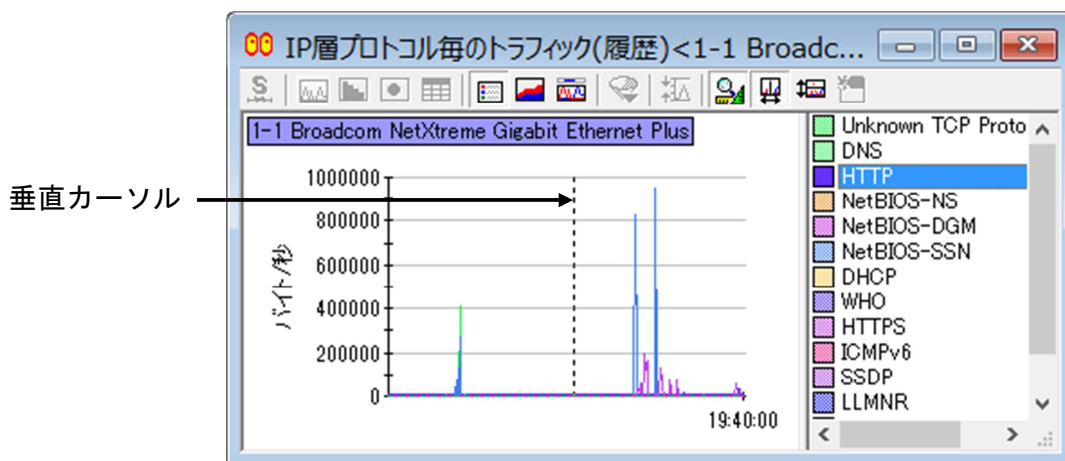 IP層プロトコル毎のトラフィック(履歴)<1-1 Broadc...
1-1 Broadcom NetXtreme Gigabit Ethernet Plus
垂直カーソル
バイト/秒
1000000
800000
600000
400000
200000
0
19:40:00
Unknown TCP Proto
DNS
HTTP
NetBIOS-NS
NetBIOS-DGM
NetBIOS-SSN
DHCP
WHO
HTTPS
ICMPv6
SSDP
LLMNR